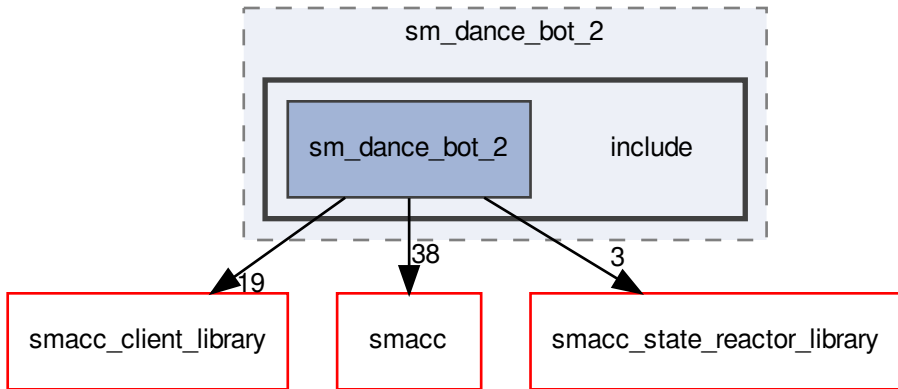 sm_dance_bot_2
sm_dance_bot_2
include
19
38
3
smacc_client_library
smacc
smacc_state_reactor_library